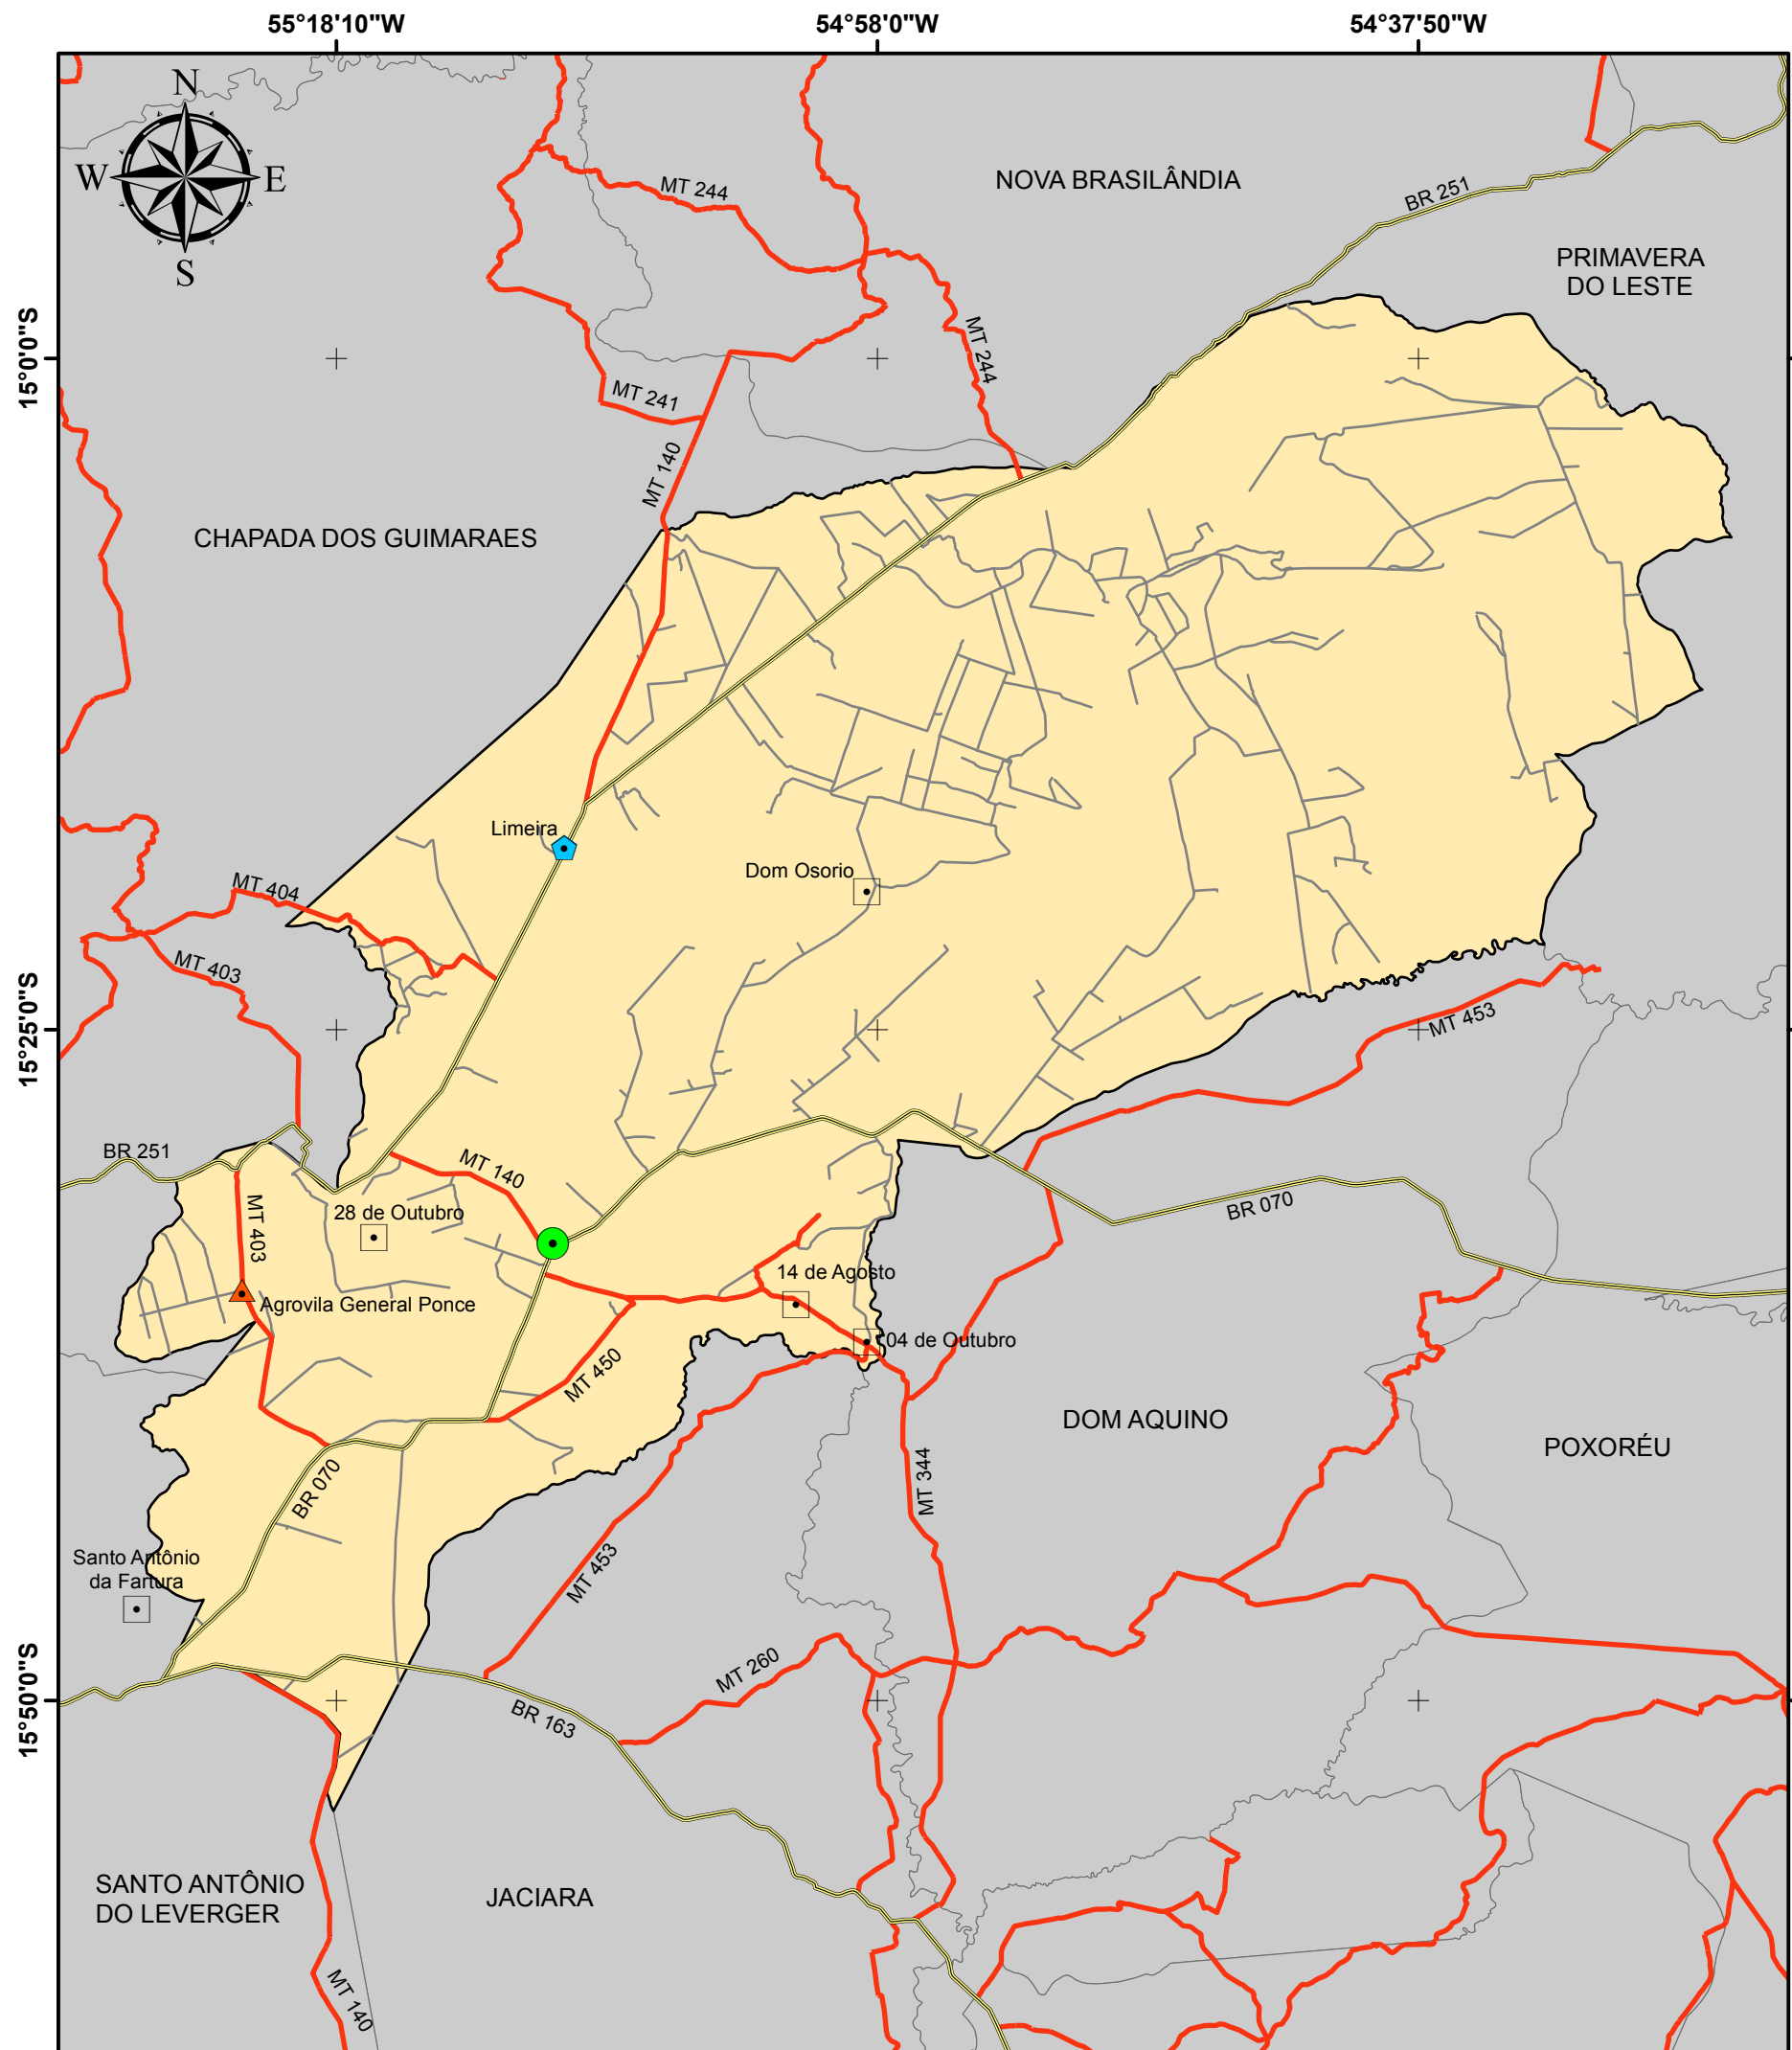 55°18'10"W
54°58'0"W
54°37'50"W
N
W
E
S
MT 244
NOVA BRASILÂNDIA
BR 251
PRIMAVERA
DO LESTE
15°0'0"S
MT 244
MT 241
MT 140
CHAPADA DOS GUIMARAES
Limeira
Dom Osorio
MT 404
MT 403
15°25'0"S
MT 453
BR 251
MT 140
MT 403
28 de Outubro
BR 070
14 de Agosto
Agrovila General Ponce
04 de Outubro
MT 450
DOM AQUINO
POXORÉU
MT 344
BR 070
Santo Antônio
da Fartura
MT 453
15°50'0"S
MT 260
BR 163
SANTO ANTÔNIO
DO LEVERGER
JACIARA
MT 140